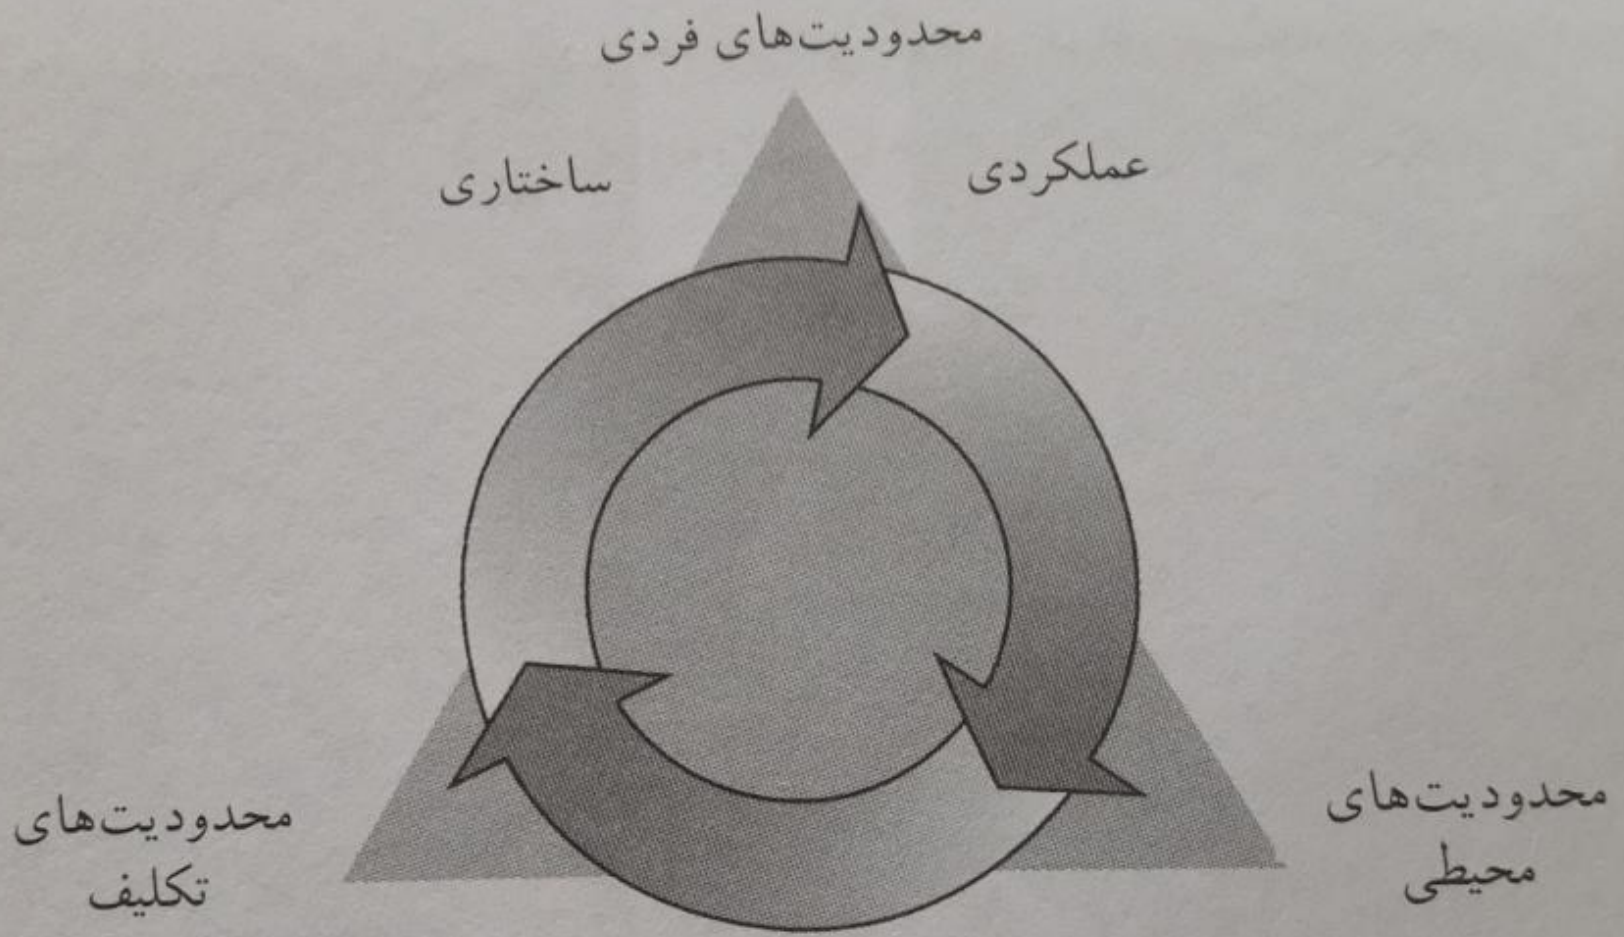 محدودیت‌های فردی
عملکردی
ساختاری
محدودیت‌های
محیطی
محدودیت‌های
تکلیف